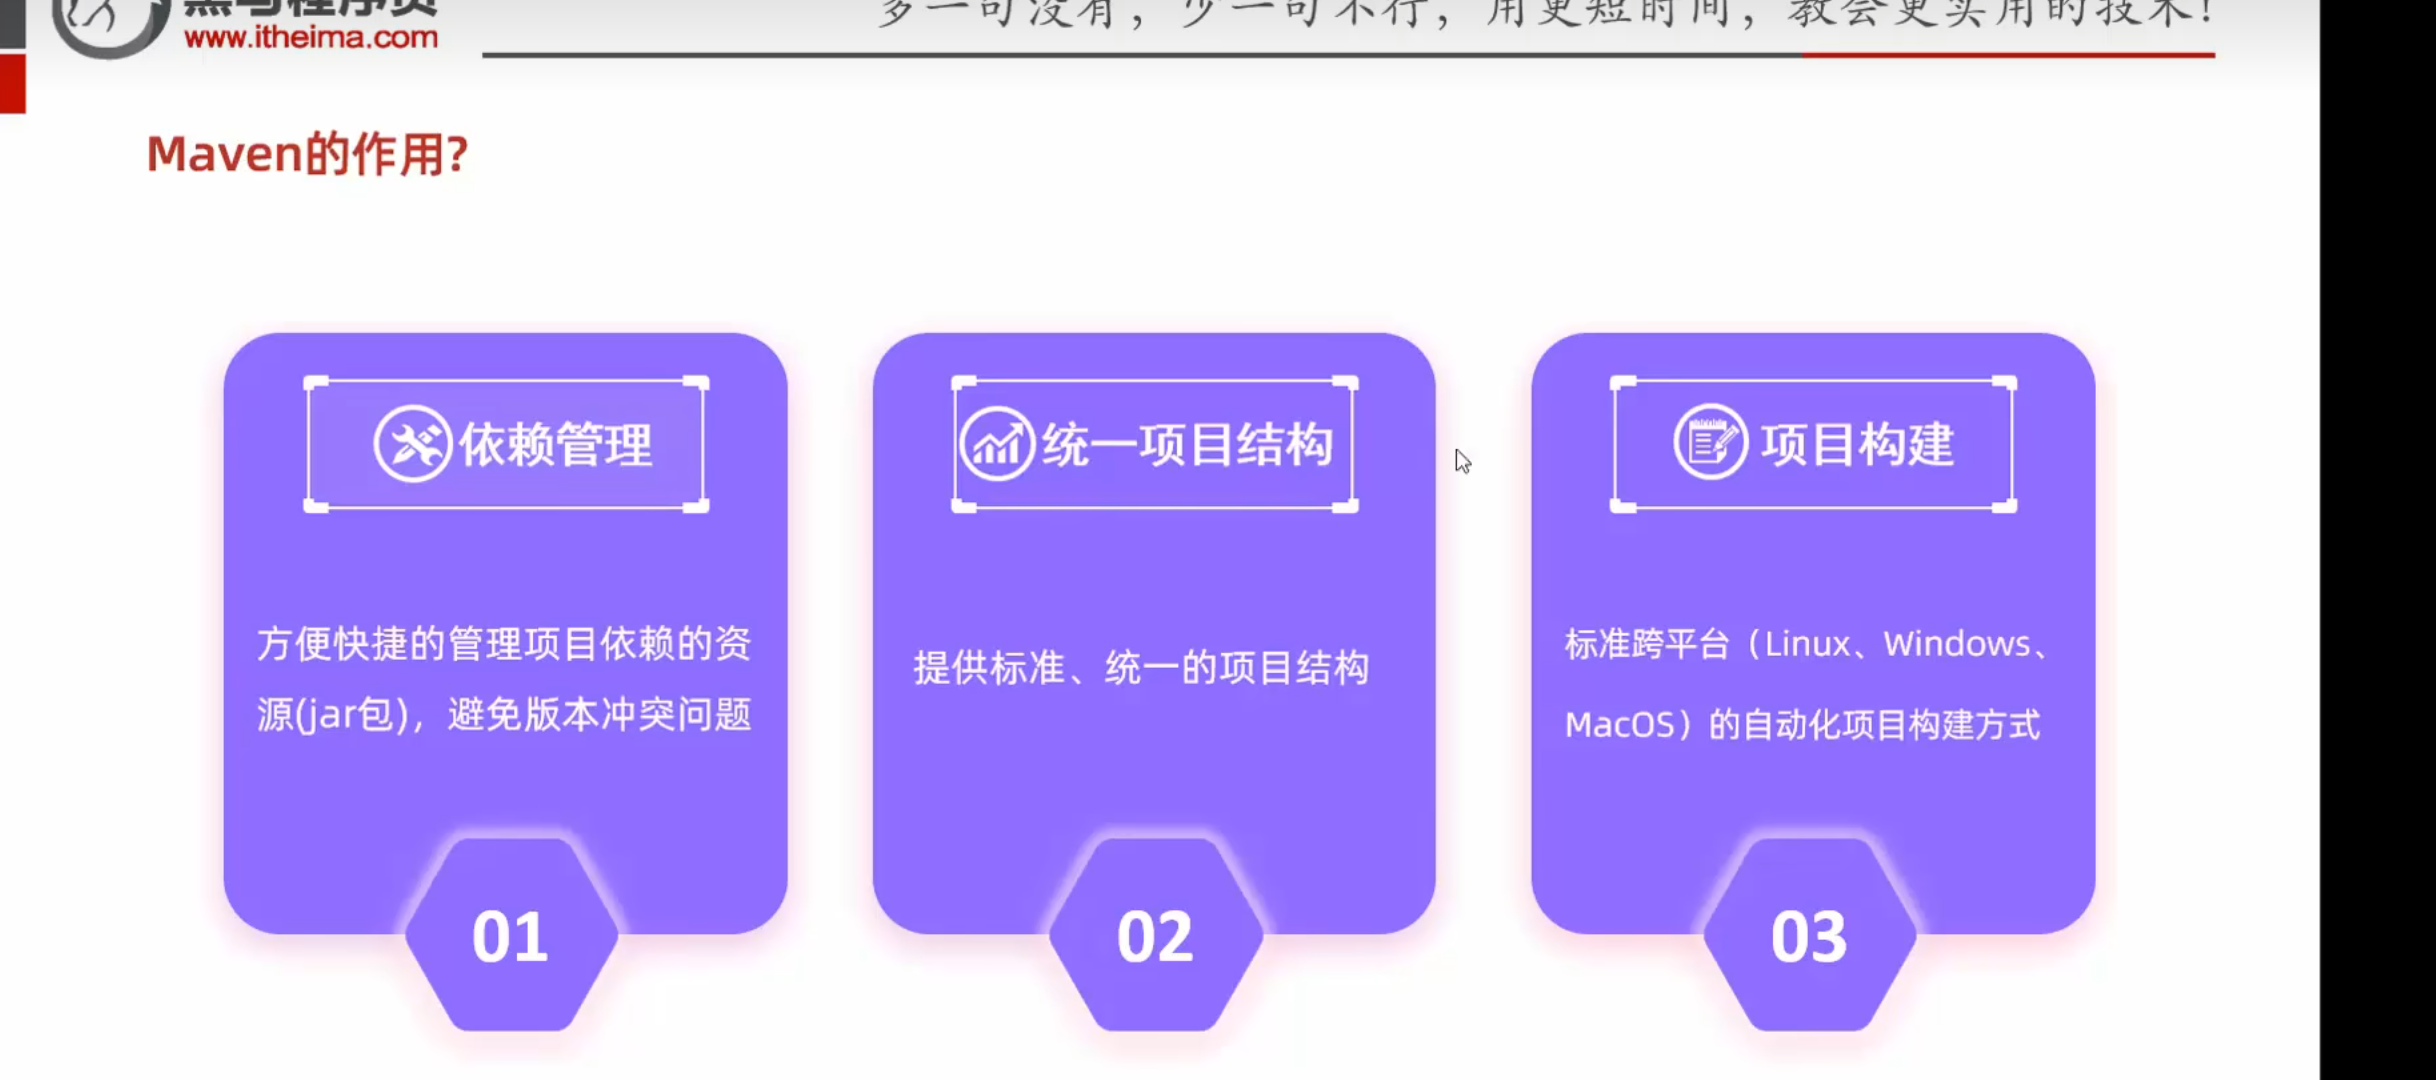 黑马程序员
www.itheima.com
多一句没有，少一句不行，用更短时间，教会更实用的技术！
Maven的作用?
依赖管理
方便快捷的管理项目依赖的资
源(jar包)，避免版本冲突问题
01
统一项目结构
提供标准、统一的项目结构
02
项目构建
标准跨平台（Linux、Windows、
MacOS）的自动化项目构建方式
03